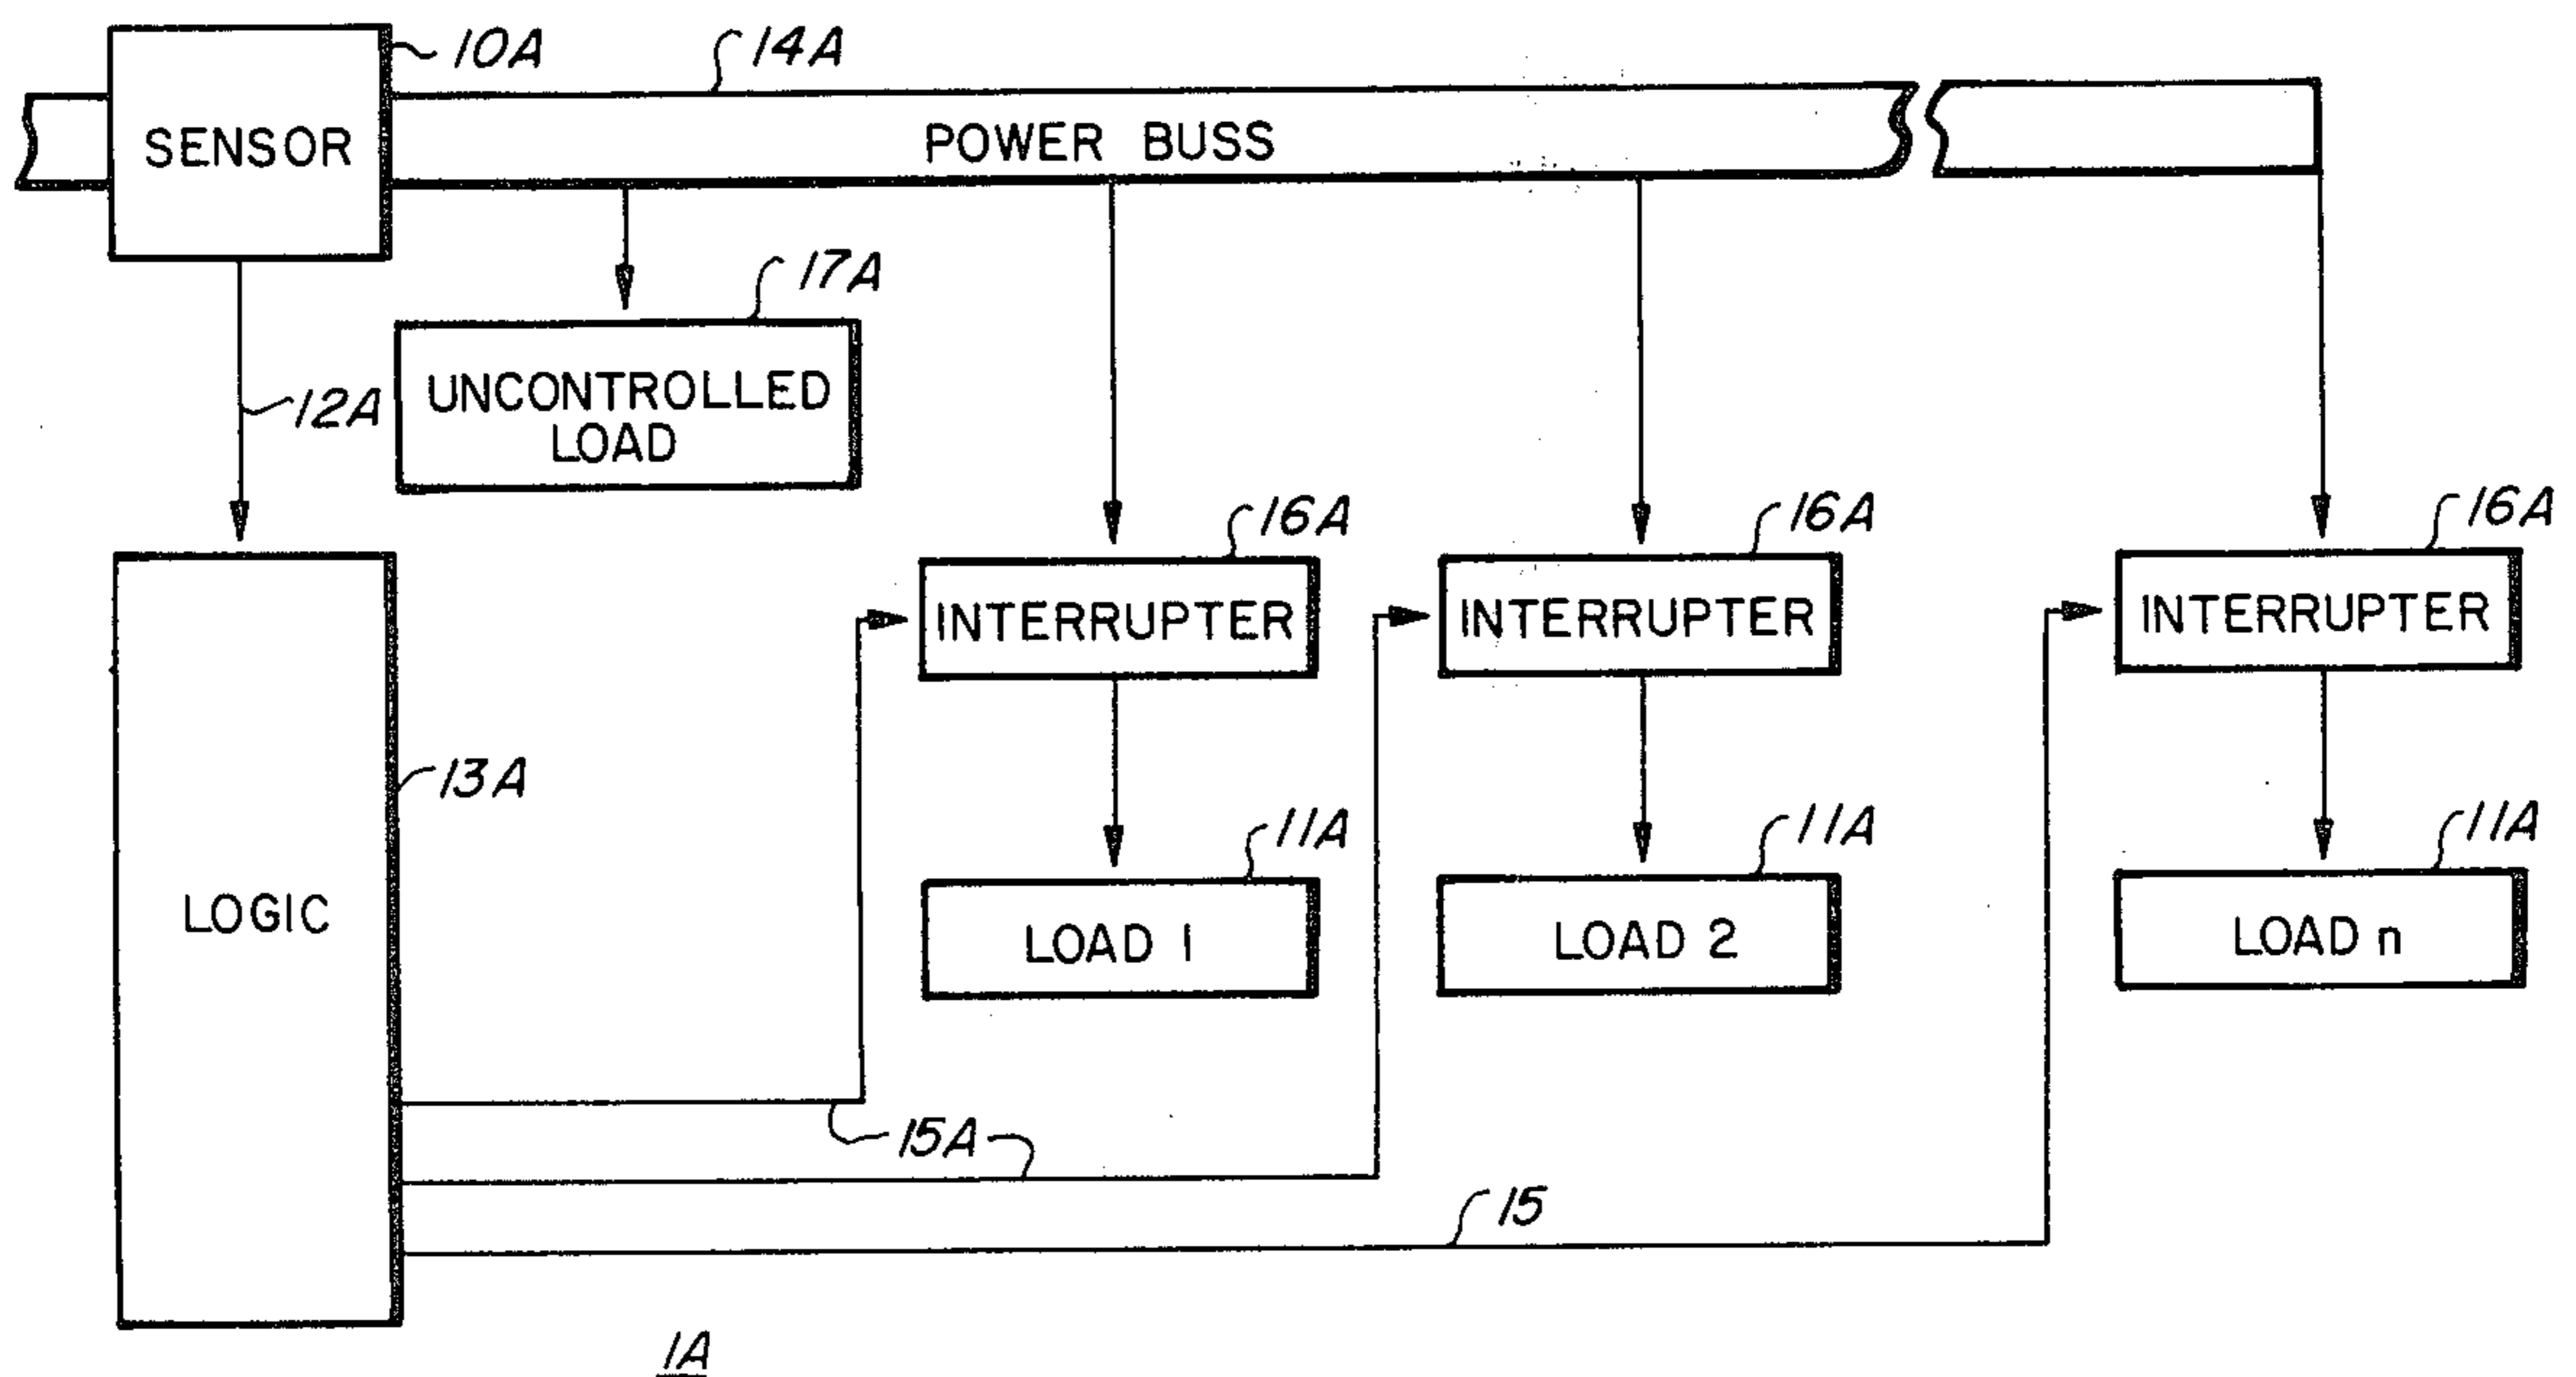 10A
14A
SENSOR
POWER BUSS
17A
12A
UNCONTROLLED
LOAD
16A
16A
16A
INTERRUPTER
INTERRUPTER
INTERRUPTER
13A
11A
11A
11A
LOGIC
LOAD 1
LOAD 2
LOAD n
15A
15
1A